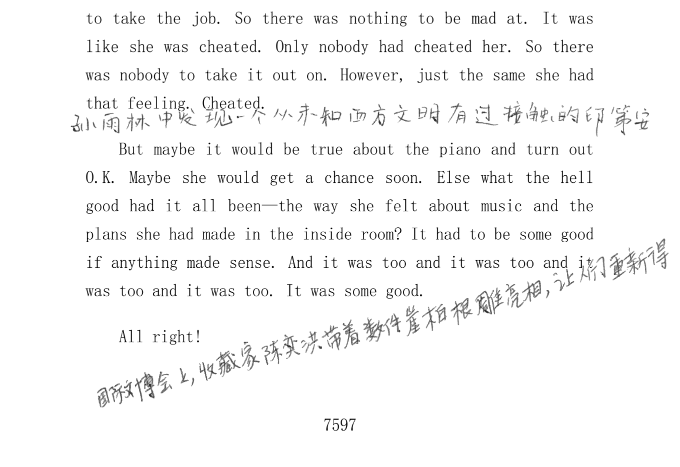 to take the job. So there was nothing to be mad at. It was
like she was cheated. Only nobody had cheated her. So there
was nobody to take it out on. However, just the same she had
that feeling. Cheated.
孙雨林中发现一个从未知西方文明有过接触的印第安
But maybe it would be true about the piano and turn out
O.K. Maybe she would get a chance soon. Else what the hell
good had it all been—the way she felt about music and the
plans she had made in the inside room? It had to be some good
if anything made sense. And it was too and it was too and it
was too and it was too. It was some good.
All right!
国际文博会上,收藏家陈奕洪带着数件崖柏根雕亮相,让人们重新得
7597